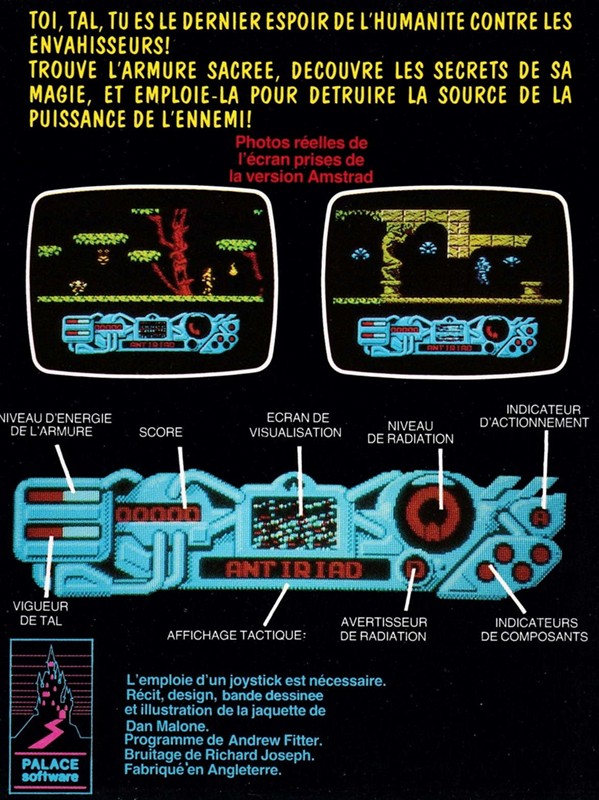 TOI, TAL, TU ES LE DERNIER ESPOIR DE L'HUMANITE CONTRE LES
ENVAHISSEURS!
TROUVE L'ARMURE SACREE, DECOUVRE LES SECRETS DE SA
MAGIE, ET EMPLOIE-LA POUR DETRUIRE LA SOURCE DE LA
PUISSANCE DE L'ENNEMI!
Photos réelles de
l'écran prises de
la version Amstrad
00000
ANTIRIAD
00000
ANTIRIAD
NIVEAU D'ENERGIE
DE L'ARMURE
SCORE
ECRAN DE
VISUALISATION
NIVEAU
DE RADIATION
INDICATEUR
D'ACTIONNEMENT
00000
A
ANTIRIAD
R
VIGUEUR
DE TAL
AFFICHAGE TACTIQUE:
AVERTISSEUR
DE RADIATION
INDICATEURS
DE COMPOSANTS
PALACE
software
L'emploie d'un joystick est nécessaire.
Récit, design, bande dessinee
et illustration de la jaquette de
Dan Malone.
Programme de Andrew Fitter.
Bruitage de Richard Joseph.
Fabriqué en Angleterre.